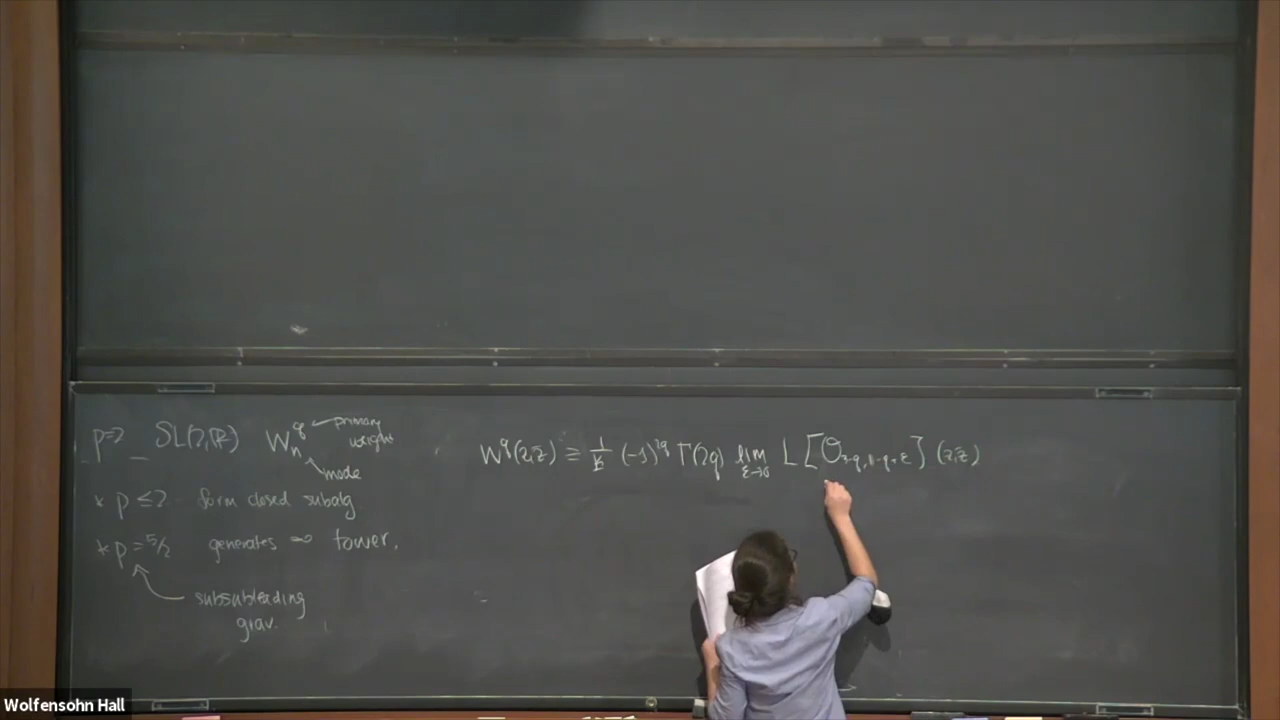 p=2 SL(2,ℝ) W^q_n ← primary weight
mode
* p ≤ 2 form closed subalg
* p = 5/2 generates ∞ tower.
subsubleading
grav.
W^q(z,z̄) ≡ 1/κ (-1)^{2q} Γ(2q) lim_{ε→0} L[O_{3-q,1-q+ε}](z,z̄)
Wolfensohn Hall